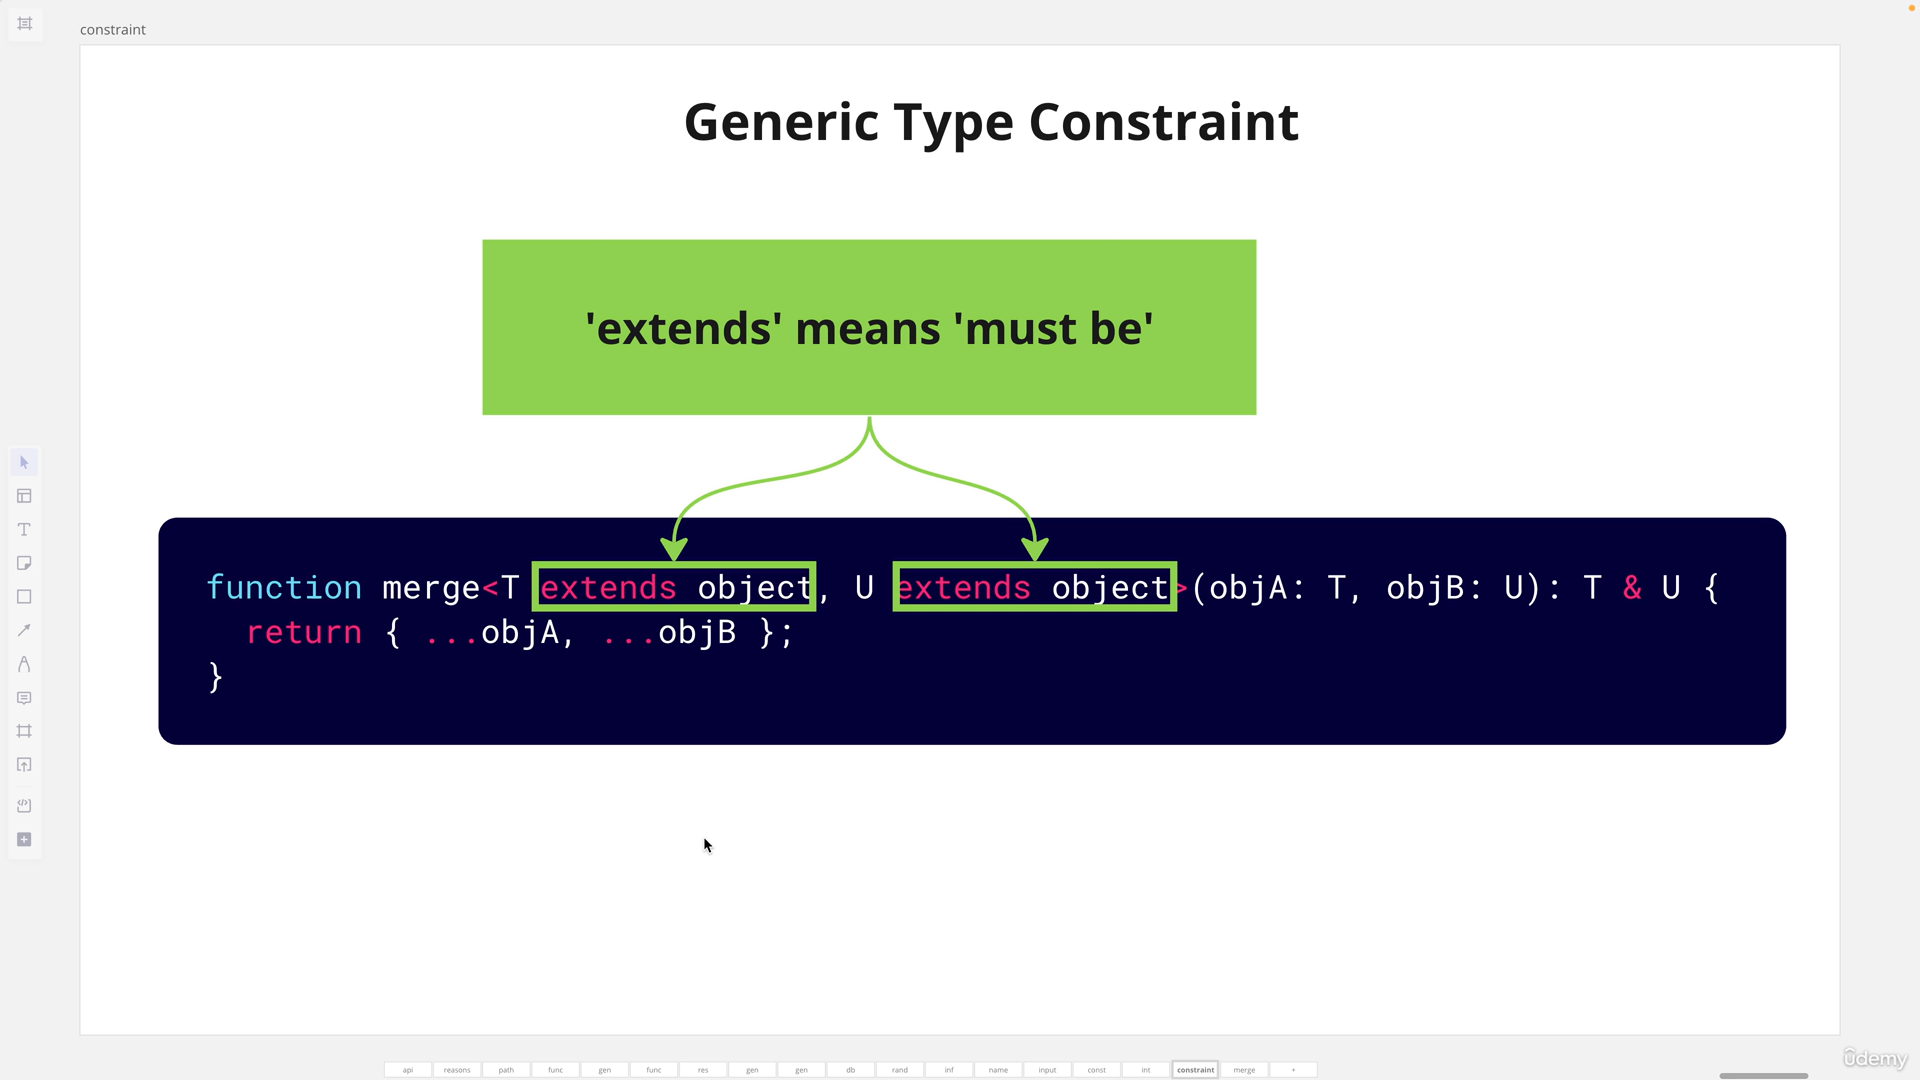 constraint
Generic Type Constraint
'extends' means 'must be'
function merge<T extends object, U extends object>(objA: T, objB: U): T & U {
return { ...objA, ...objB };
}
api reasons path func gen func res gen gen db rand inf name input const int constraint merge +
ûdemy